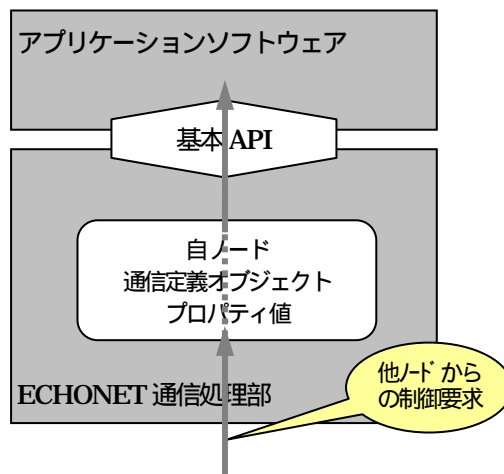 アプリケーションソフトウェア
基本 API
自ノード
通信定義オブジェクト
プロパティ値
他ノードから
の制御要求
ECHONET 通信処理部